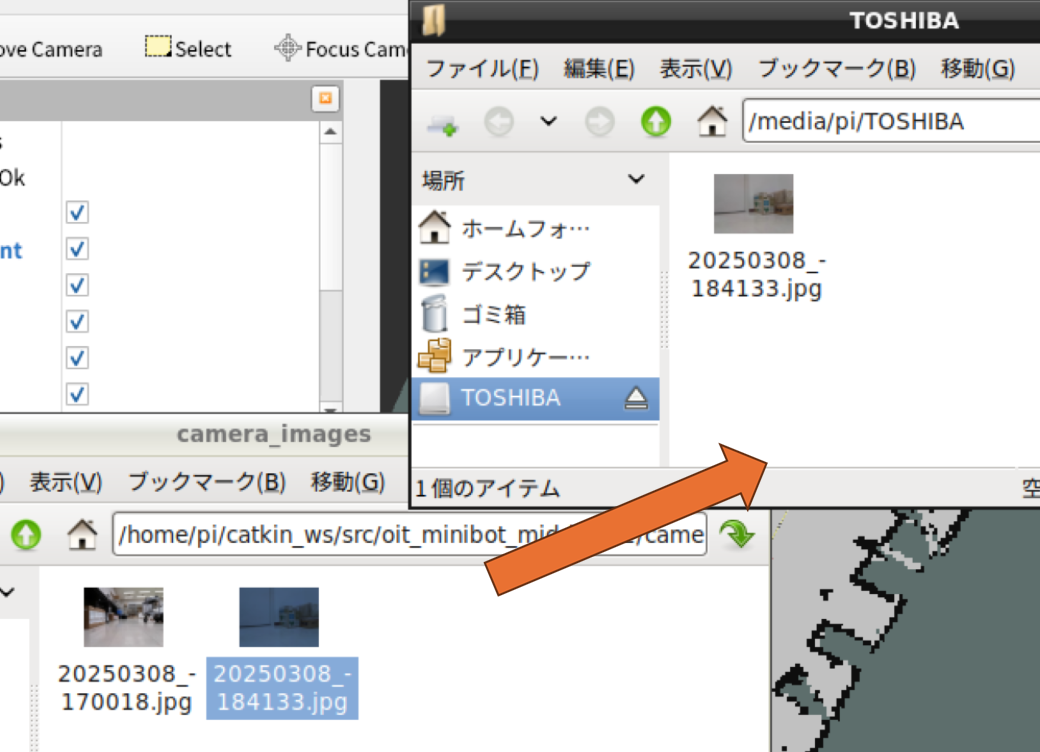 TOSHIBA
ove Camera Select Focus Cam
ファイル(F) 編集(E) 表示(V) ブックマーク(B) 移動(G)
/media/pi/TOSHIBA
場所
Ok
ホームフォ…
nt
デスクトップ
ゴミ箱
アプリケー…
TOSHIBA
20250308_-
184133.jpg
1個のアイテム
空
camera_images
表示(V) ブックマーク(B) 移動(G)
/home/pi/catkin_ws/src/oit_minibot_mid /came
20250308_-
170018.jpg
20250308_-
184133.jpg